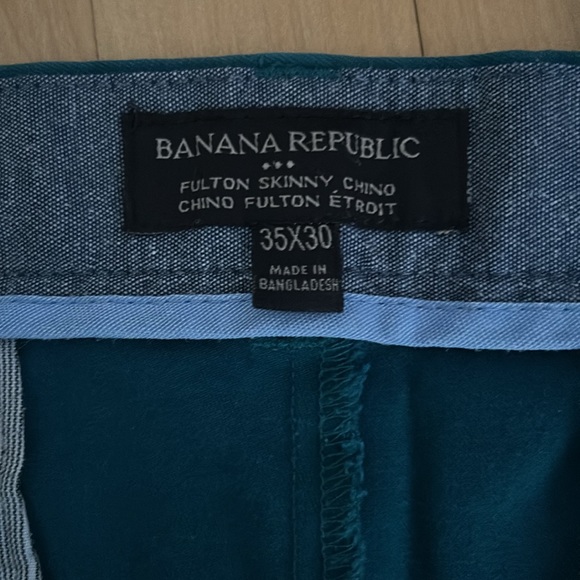 BANANA REPUBLIC
FULTON SKINNY CHINO
CHINO FULTON ÉTROIT
35X30
MADE IN
BANGLADESH